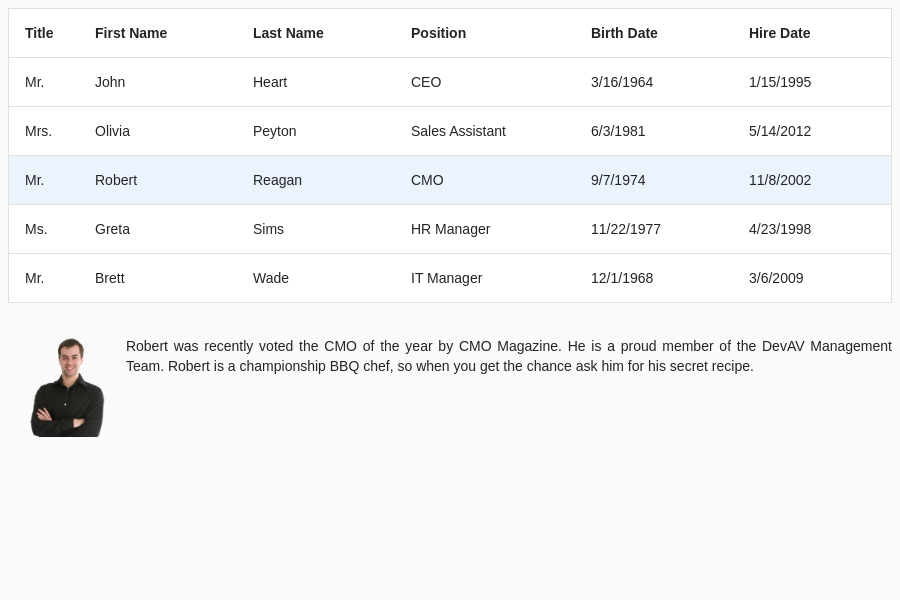 Title First Name Last Name Position Birth Date Hire Date
Mr. John Heart CEO 3/16/1964 1/15/1995
Mrs. Olivia Peyton Sales Assistant 6/3/1981 5/14/2012
Mr. Robert Reagan CMO 9/7/1974 11/8/2002
Ms. Greta Sims HR Manager 11/22/1977 4/23/1998
Mr. Brett Wade IT Manager 12/1/1968 3/6/2009
Robert was recently voted the CMO of the year by CMO Magazine. He is a proud member of the DevAV Management
Team. Robert is a championship BBQ chef, so when you get the chance ask him for his secret recipe.